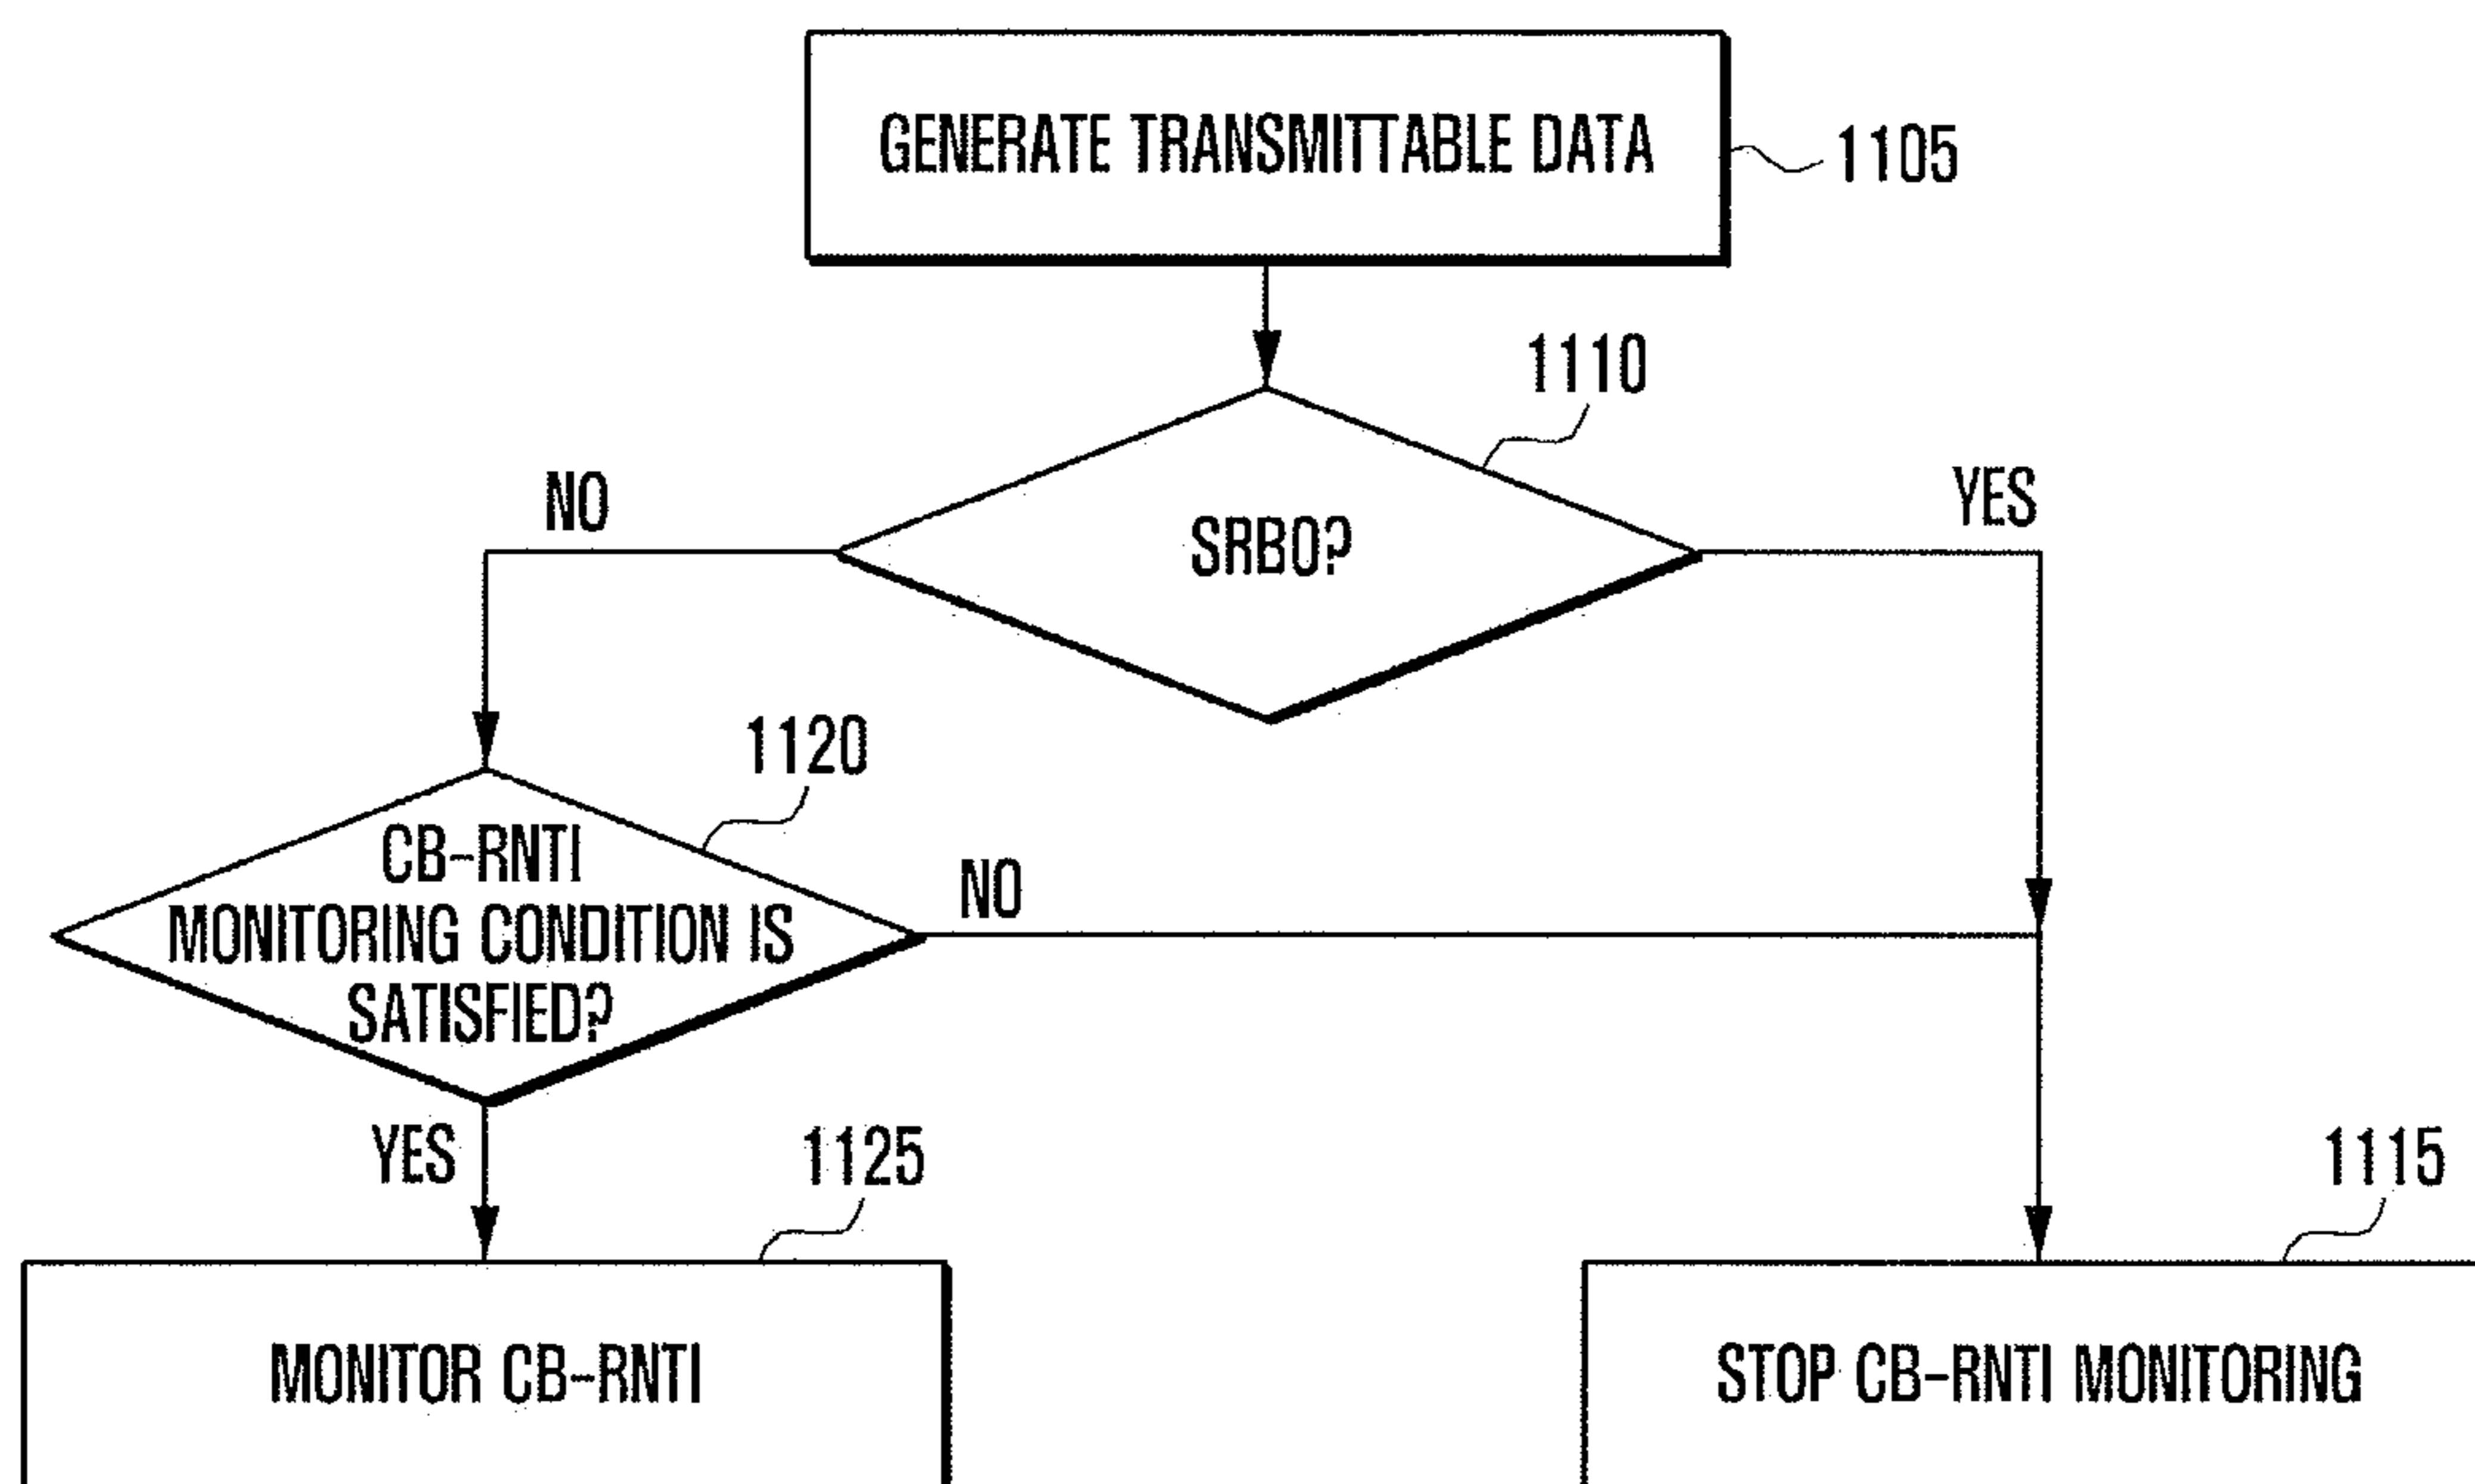 GENERATE TRANSMITTABLE DATA
1105
1110
NO
YES
SRB0?
1120
CB-RNTI
MONITORING CONDITION IS
SATISFIED?
NO
YES
1125
1115
MONITOR CB-RNTI
STOP CB-RNTI MONITORING